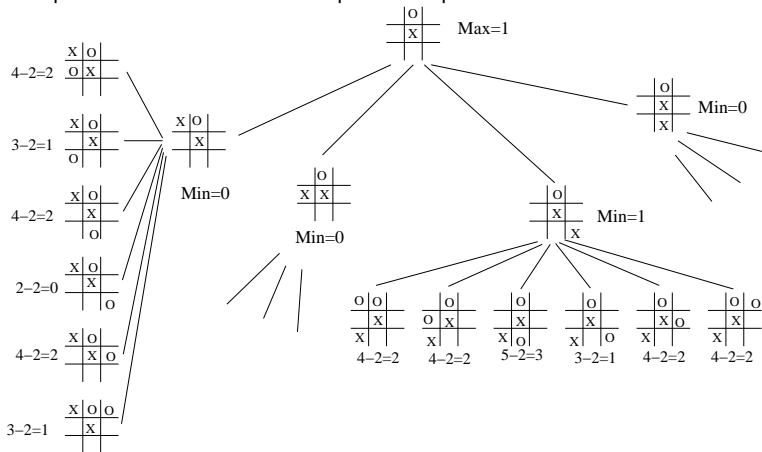 O
X
Max=1
X O
O X
4−2=2
X O
X
O
3−2=1
X O
X
O
4−2=2
X O
X
O
2−2=0
X O
X O
4−2=2
X O O
X
3−2=1
X O
X
Min=0
O
X X
Min=0
O
X
X
Min=1
O
X
X
Min=0
O O
X
X
4−2=2
O
O X
X
4−2=2
O
X
X O
5−2=3
O
X
X O
3−2=1
O
X O
X
4−2=2
O O
X
X
4−2=2